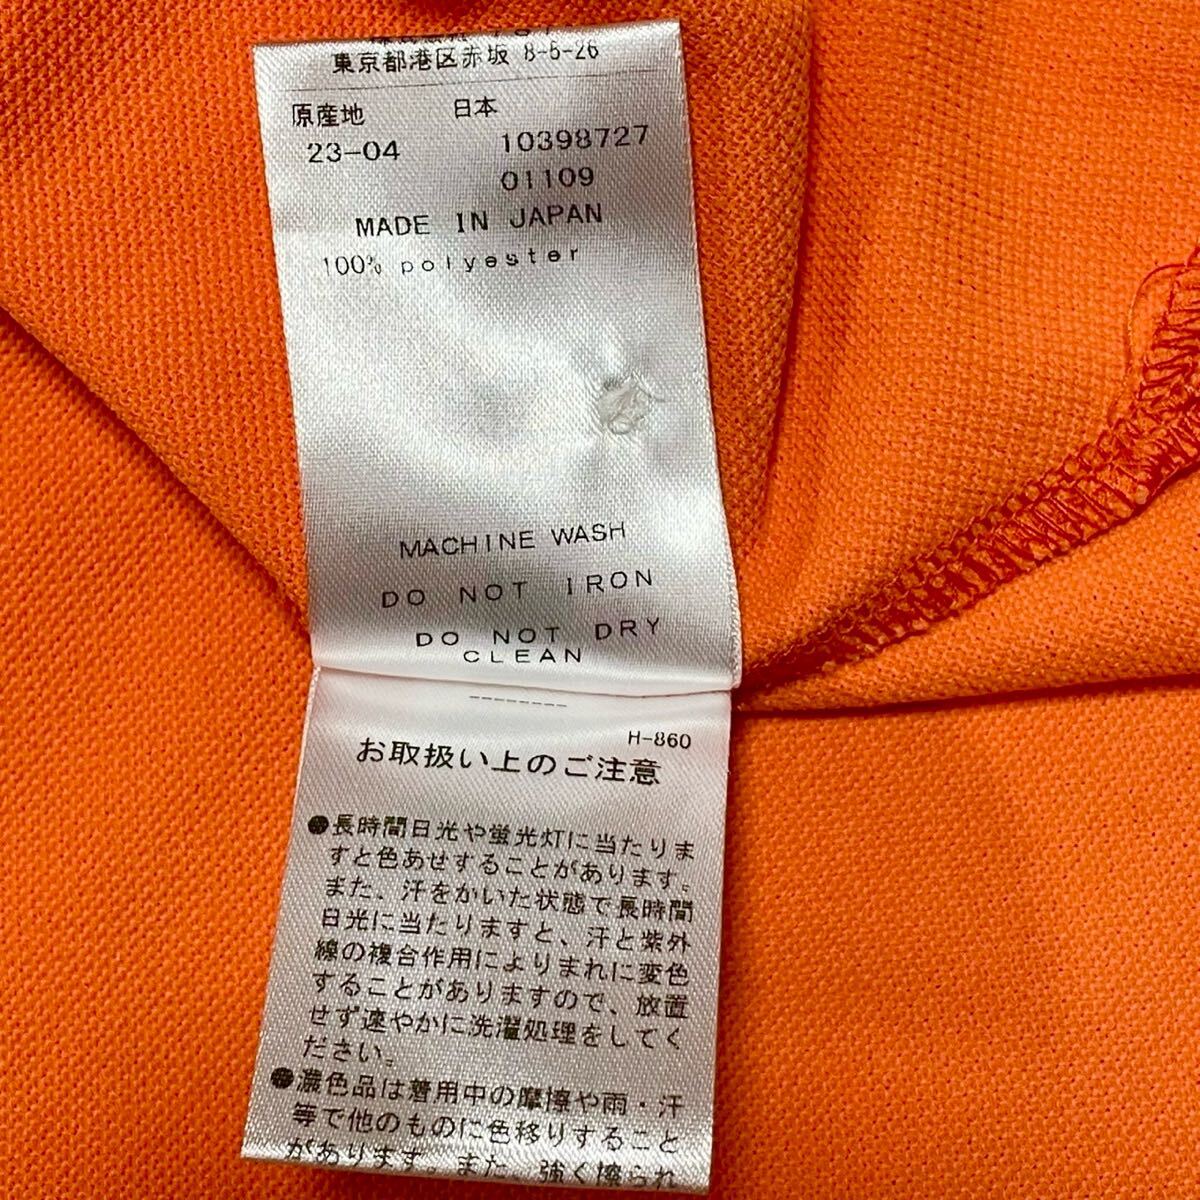 東京都港区赤坂 8-5-26
原産地 日本
23-04 10398727
01109
MADE IN JAPAN
100% polyester
MACHINE WASH
DO NOT IRON
DO NOT DRY
CLEAN
--------
H-860
お取扱い上のご注意
●長時間日光や蛍光灯に当たりま
すと色あせすることがあります。
また、汗をかいた状態で長時間
日光に当たりますと、汗と紫外
線の複合作用によりまれに変色
することがありますので、放置
せず速やかに洗濯処理をしてく
ださい。
●濃色品は着用中の摩擦や雨・汗
等で他のものに色移りすること
があります。また、強く擦られ